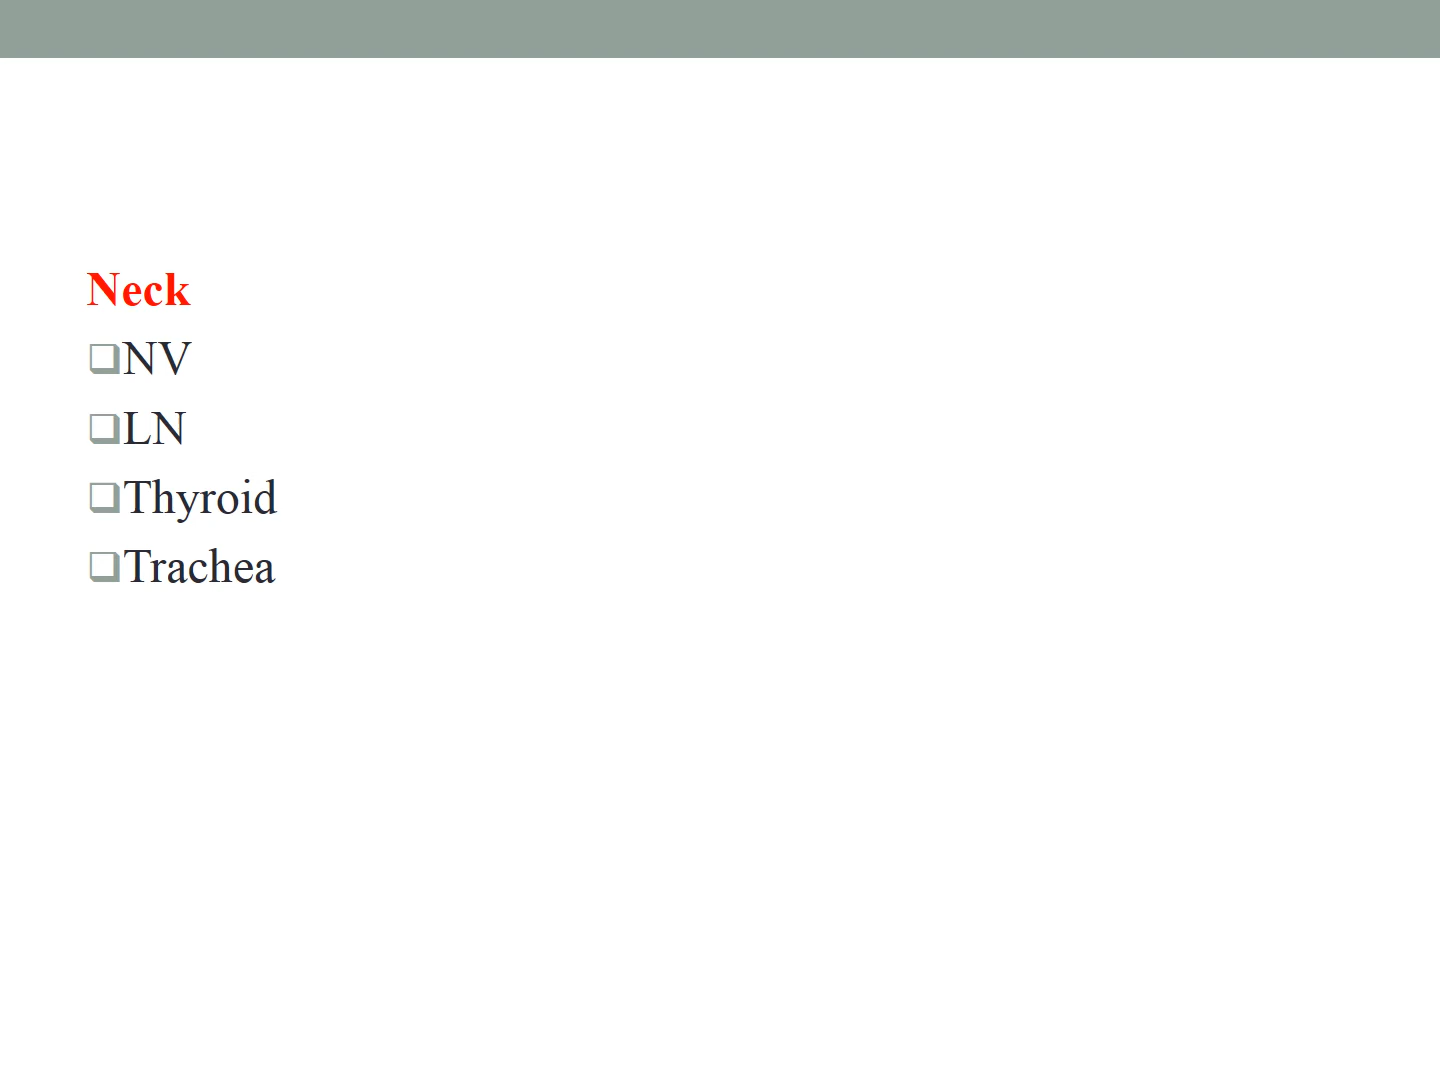 Neck
❑NV
❑LN
❑Thyroid
❑Trachea